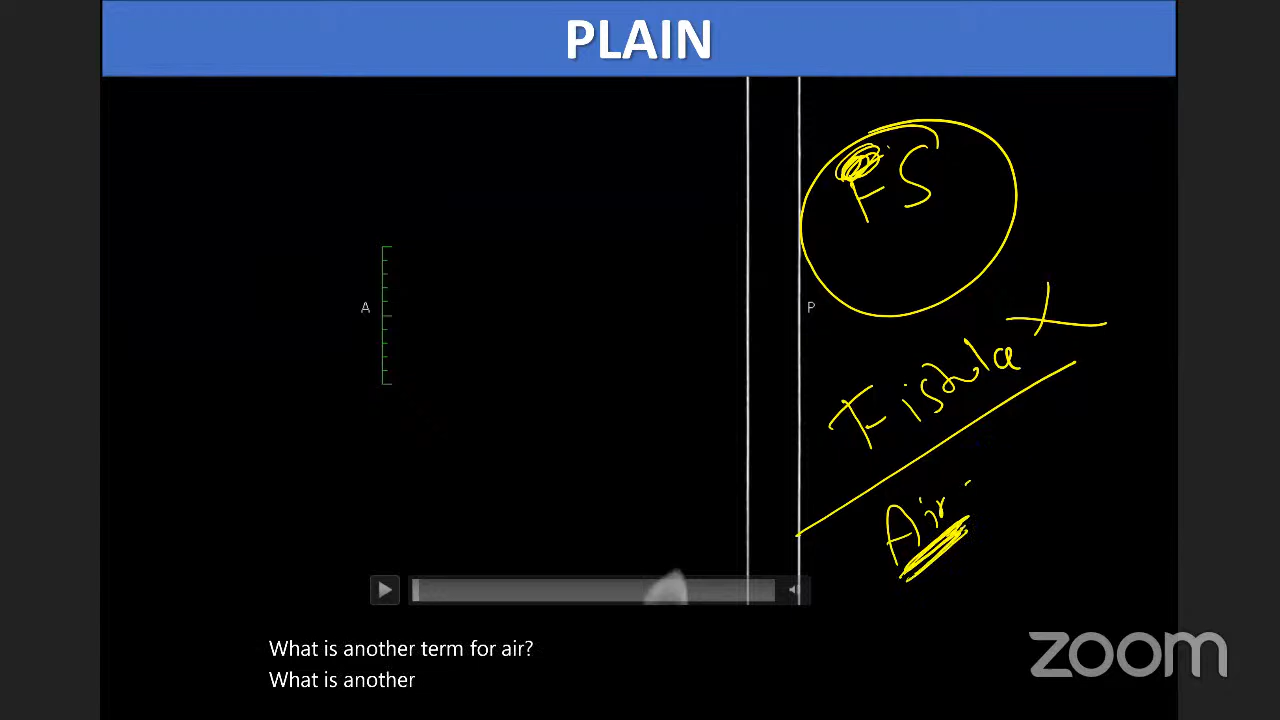 PLAIN
FS
A
P
Fistula
Air
What is another term for air?
What is another
zoom